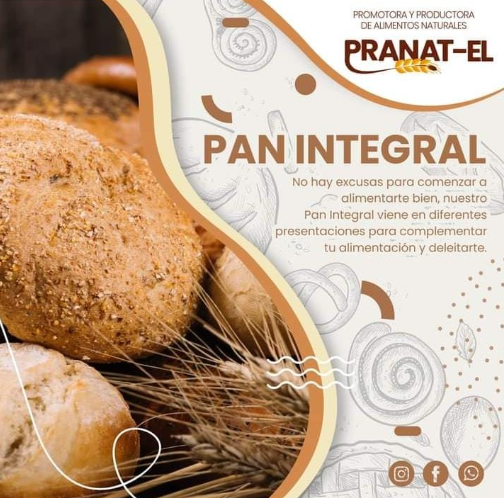 PROMOTORA Y PRODUCTORA
DE ALIMENTOS NATURALES
PRANAT-EL
PAN INTEGRAL
No hay excusas para comenzar a
alimentarte bien, nuestro
Pan Integral viene en diferentes
presentaciones para complementar
tu alimentación y deleitarte.